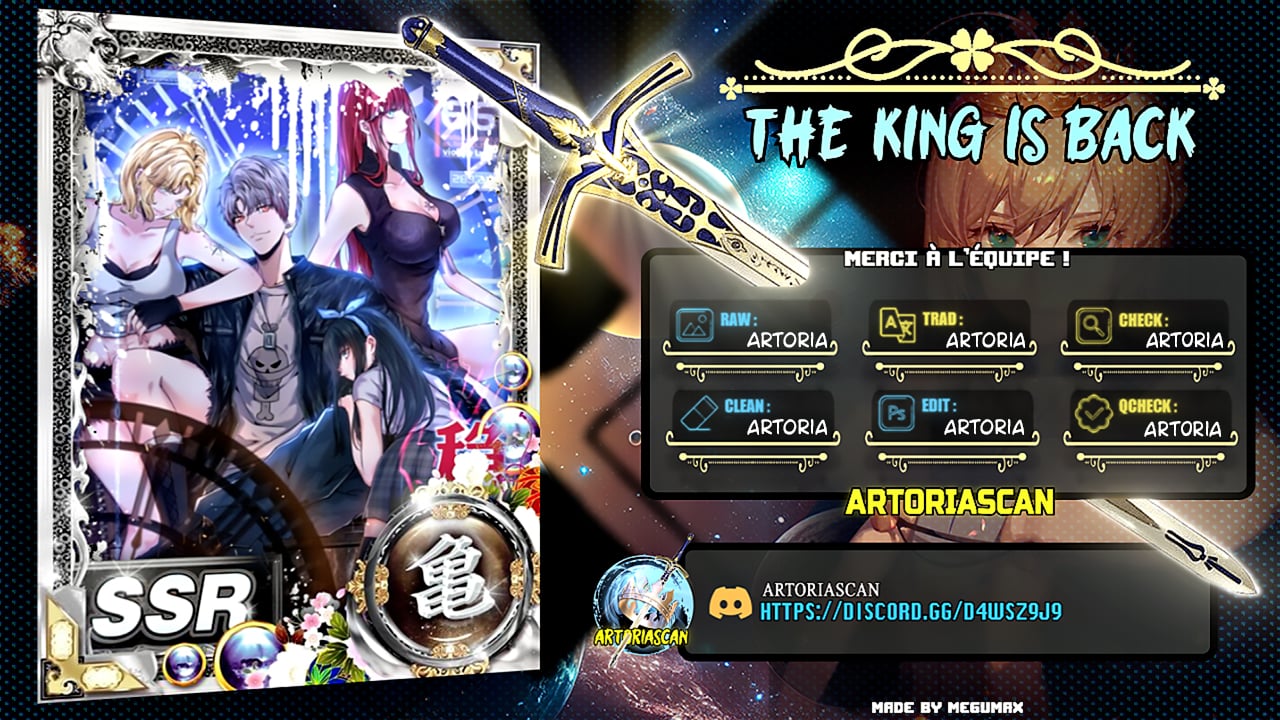 THE KING IS BACK
MERCI À L'ÉQUIPE !
RAW:
ARTORIA
TRAD:
ARTORIA
CHECK:
ARTORIA
CLEAN:
ARTORIA
EDIT:
ARTORIA
QCHECK:
ARTORIA
ARTORIASCAN
ARTORIASCAN
HTTPS://DISCORD.GG/D4WSZ9J9
ARTORIASCAN
MADE BY MEGUMAX
SSR
亀
Ps